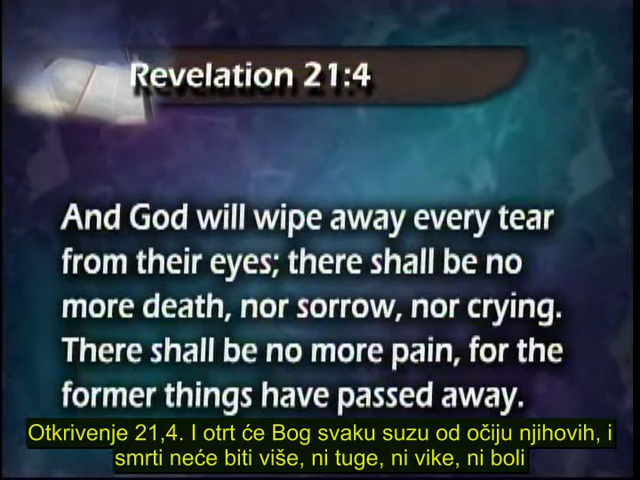 Revelation 21:4
And God will wipe away every tear
from their eyes; there shall be no
more death, nor sorrow, nor crying.
There shall be no more pain, for the
former things have passed away.
Otkrivenje 21,4. I otrt će Bog svaku suzu od očiju njihovih, i
smrti neće biti više, ni tuge, ni vike, ni boli